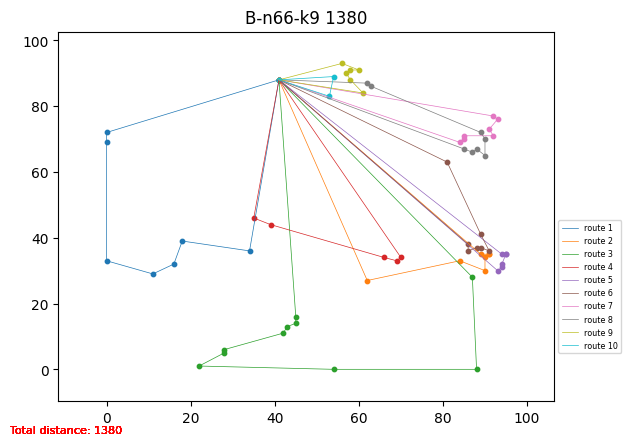 B-n66-k9 1380
100
80
60
40
20
0
0 20 40 60 80 100
route 1
route 2
route 3
route 4
route 5
route 6
route 7
route 8
route 9
route 10
Total distance: 1380